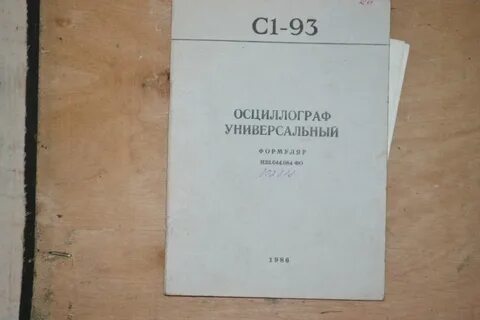 С1-93
ОСЦИЛЛОГРАФ
УНИВЕРСАЛЬНЫЙ
ФОРМУЛЯР
1986